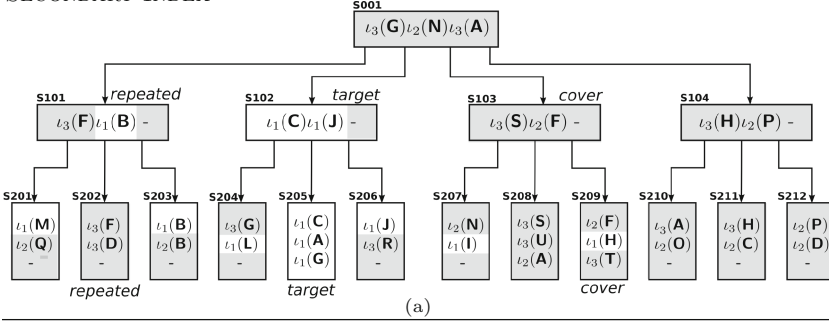 S001
ι3(G)ι2(N)ι3(A)
S101 repeated S102 target S103 cover S104
ι3(F)ι1(B) - ι1(C)ι1(J) - ι3(S)ι2(F) - ι3(H)ι2(P) -
S201 S202 S203 S204 S205 S206 S207 S208 S209 S210 S211 S212
ι1(M) ι3(F) ι1(B) ι3(G) ι1(C) ι1(J) ι2(N) ι3(S) ι2(F) ι3(A) ι3(H) ι2(P)
ι2(Q) ι3(D) ι2(B) ι1(L) ι1(A) ι3(R) ι1(I) ι3(U) ι1(H) ι2(O) ι2(C) ι2(D)
- - - - ι1(G) - - ι2(A) ι3(T) - - -
repeated target cover
(a)